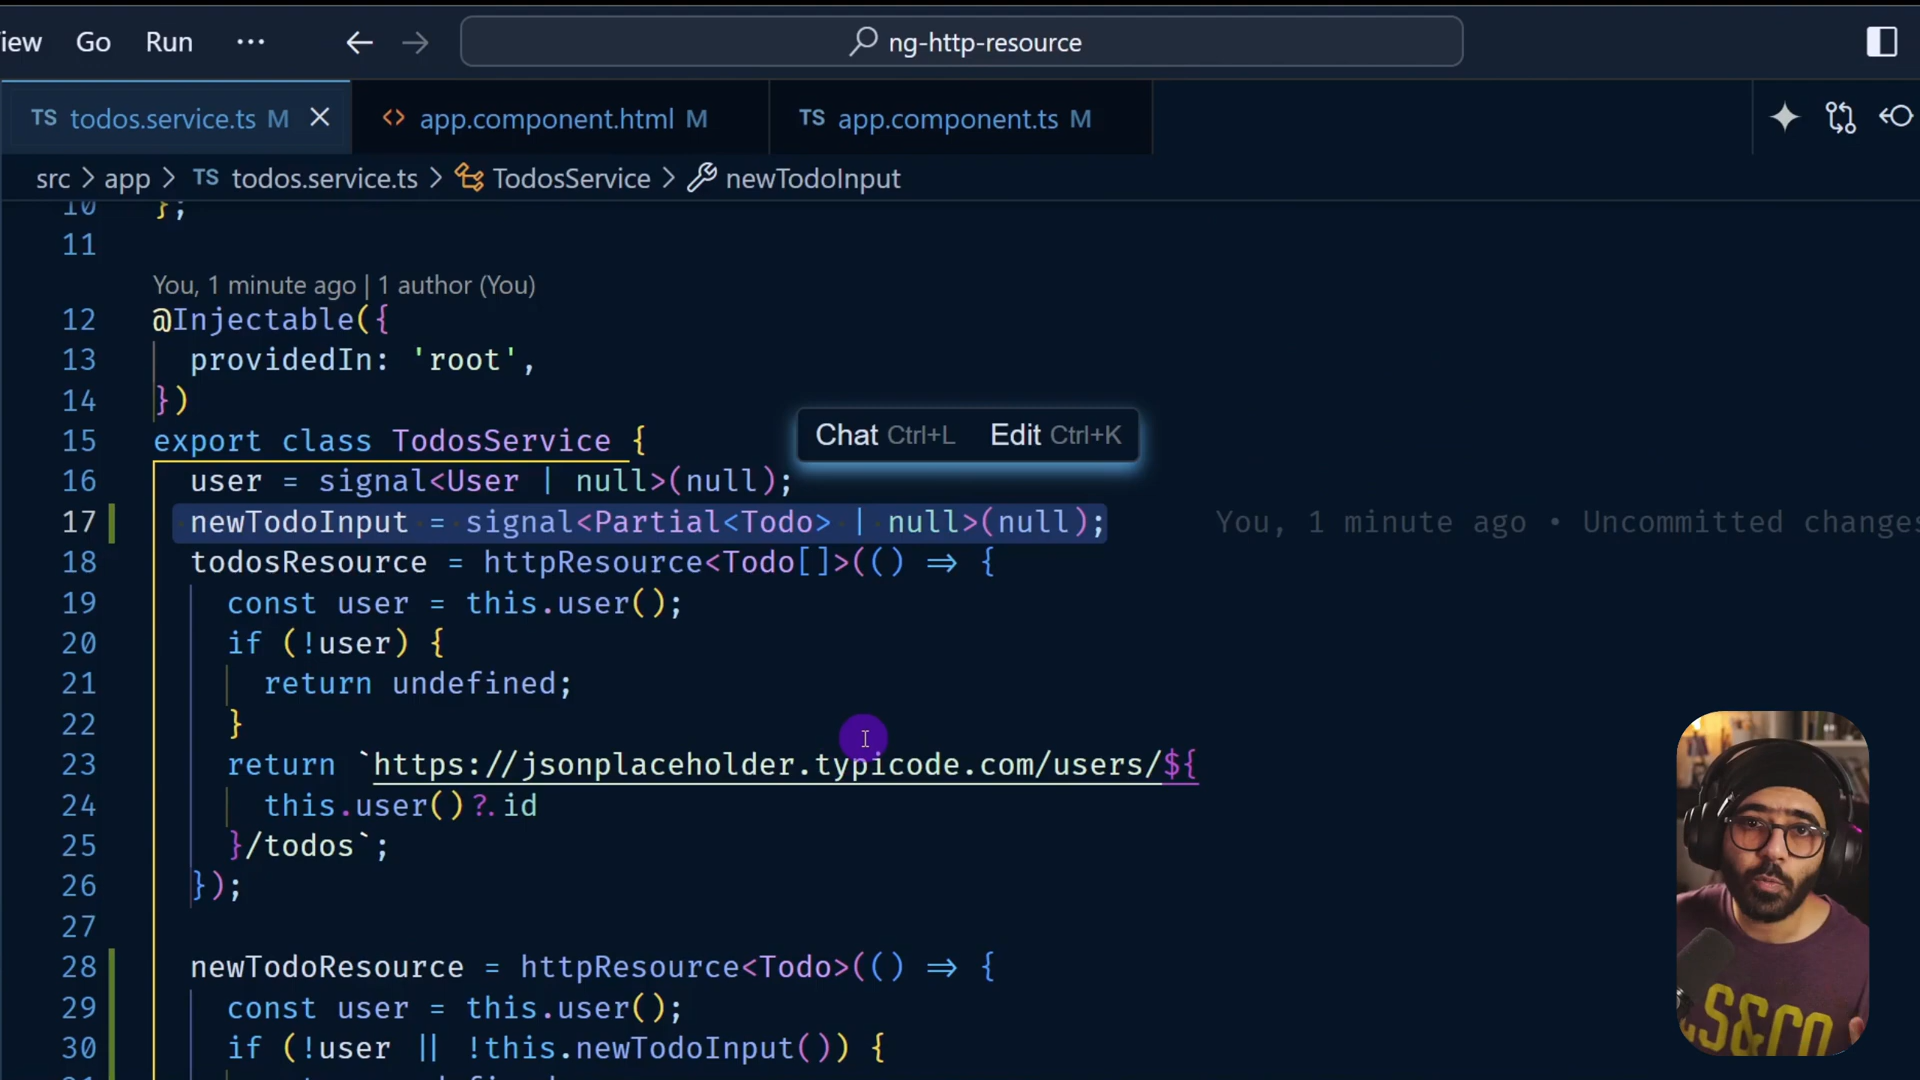 iew Go Run ··· ← → ng-http-resource
TS todos.service.ts M × <> app.component.html M TS app.component.ts M
src > app > TS todos.service.ts > TodosService > newTodoInput
10 };
11
You, 1 minute ago | 1 author (You)
12 @Injectable({
13 providedIn: 'root',
14 })
15 export class TodosService {
Chat Ctrl+L Edit Ctrl+K
16 user = signal<User | null>(null);
17 newTodoInput = signal<Partial<Todo> | null>(null); You, 1 minute ago • Uncommitted changes
18 todosResource = httpResource<Todo[]>(() => {
19 const user = this.user();
20 if (!user) {
21 return undefined;
22 }
23 return `https://jsonplaceholder.typicode.com/users/${
24 this.user()?.id
25 }/todos`;
26 });
27
28 newTodoResource = httpResource<Todo>(() => {
29 const user = this.user();
30 if (!user || !this.newTodoInput()) {